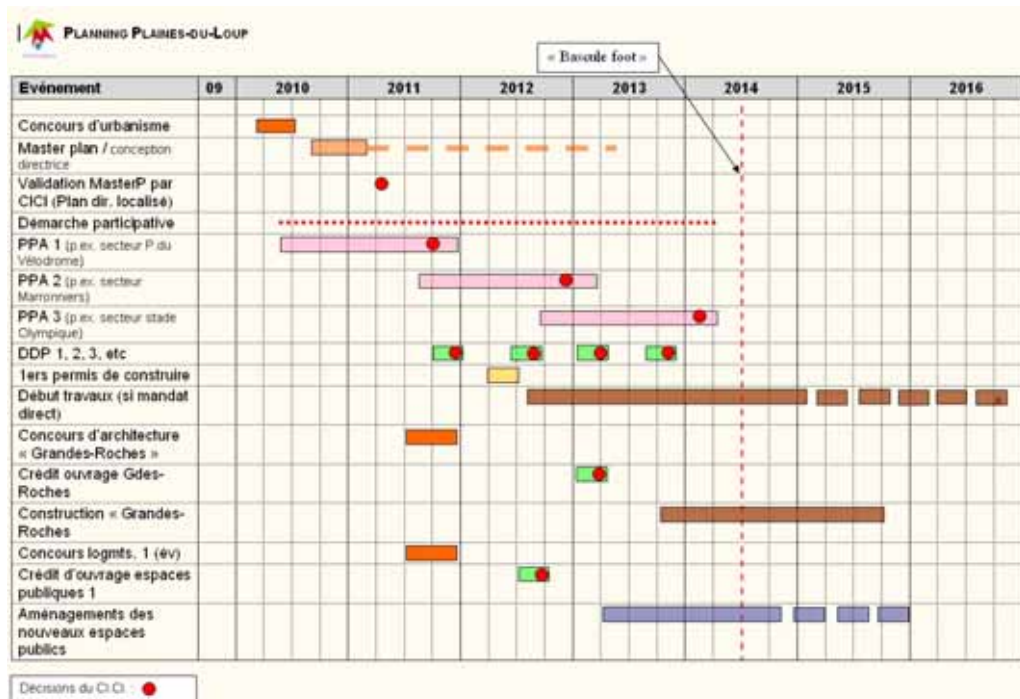 PLANNING PLAINES-DU-LOUP
« Bascule foot »
Evénement 09 2010 2011 2012 2013 2014 2015 2016
Concours d'urbanisme
Master plan / conception
directrice
Validation MasterP par
CICI (Plan dir. localisé)
Démarche participative
PPA 1 (p.ex. secteur P.du
Vélodrome)
PPA 2 (p.ex. secteur
Marronniers)
PPA 3 (p.ex. secteur stade
Olympique)
DDP 1, 2, 3, etc
1ers permis de construire
Début travaux (si mandat
direct)
Concours d'architecture
« Grandes-Roches »
Crédit ouvrage Gdes-
Roches
Construction « Grandes-
Roches
Concours logmts. 1 (év)
Crédit d'ouvrage espaces
publiques 1
Aménagements des
nouveaux espaces
publics
Décisions du CI.CI. :